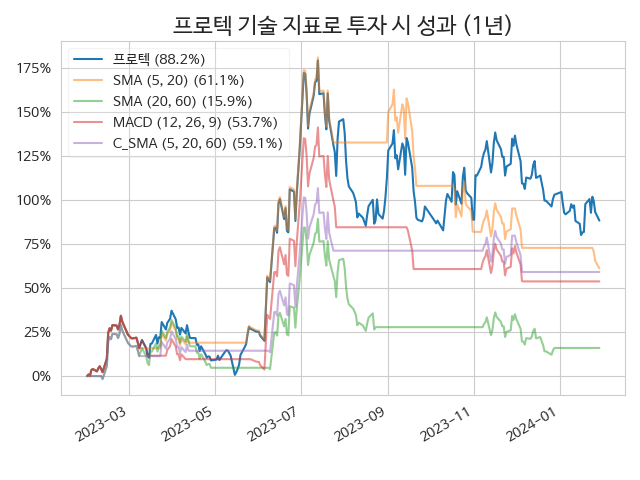 프로텍 기술 지표로 투자 시 성과 (1년)
프로텍 (88.2%)
SMA (5, 20) (61.1%)
SMA (20, 60) (15.9%)
MACD (12, 26, 9) (53.7%)
C_SMA (5, 20, 60) (59.1%)
175%
150%
125%
100%
75%
50%
25%
0%
2023-03
2023-05
2023-07
2023-09
2023-11
2024-01